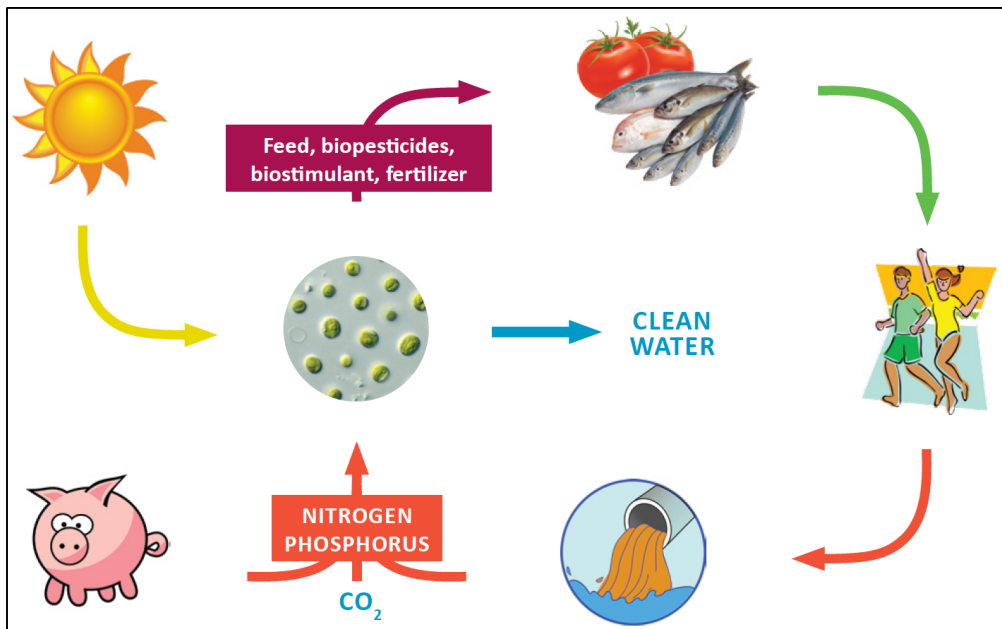 Feed, biopesticides,
biostimulant, fertilizer
CLEAN
WATER
NITROGEN
PHOSPHORUS
CO₂